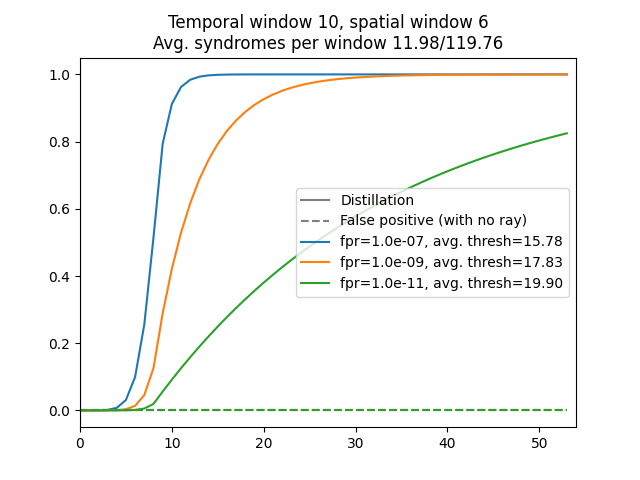 Temporal window 10, spatial window 6
Avg. syndromes per window 11.98/119.76
1.0
0.8
0.6
0.4
0.2
0.0
Distillation
False positive (with no ray)
fpr=1.0e-07, avg. thresh=15.78
fpr=1.0e-09, avg. thresh=17.83
fpr=1.0e-11, avg. thresh=19.90
0 10 20 30 40 50